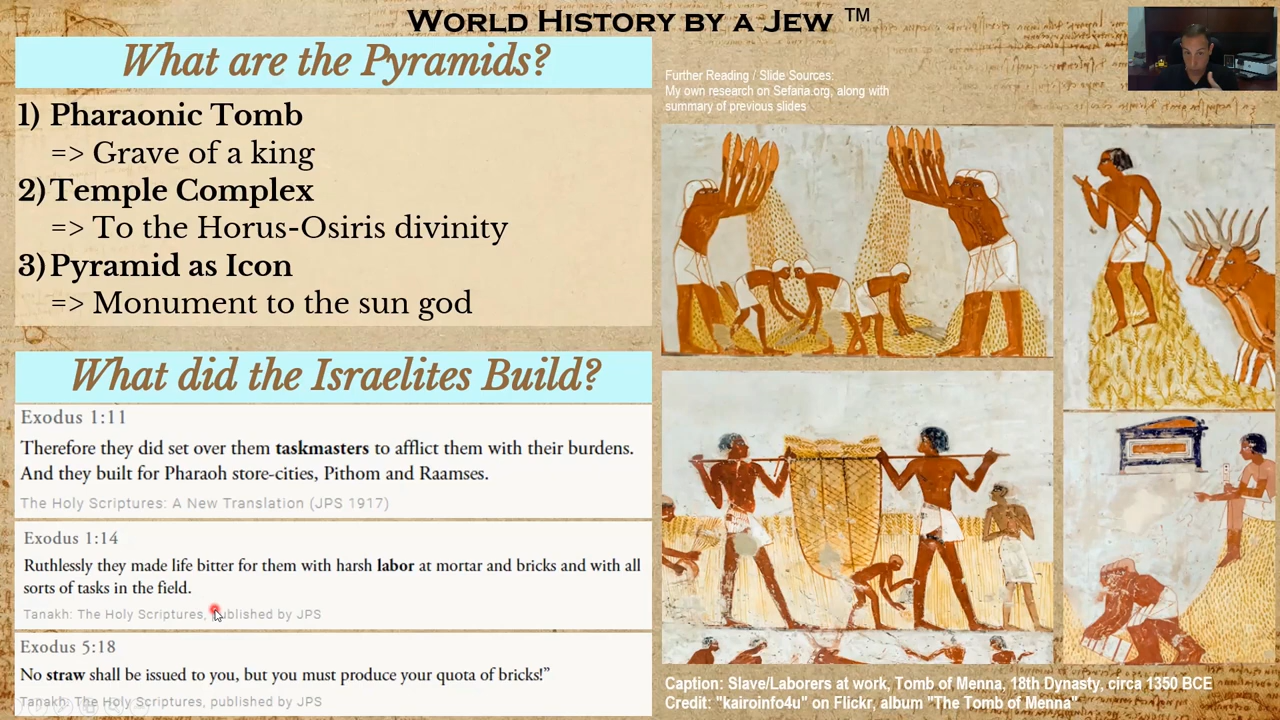 WORLD HISTORY BY A JEW ™
What are the Pyramids?
1) Pharaonic Tomb
=> Grave of a king
2) Temple Complex
=> To the Horus-Osiris divinity
3) Pyramid as Icon
=> Monument to the sun god
What did the Israelites Build?
Exodus 1:11
Therefore they did set over them taskmasters to afflict them with their burdens.
And they built for Pharaoh store-cities, Pithom and Raamses.
The Holy Scriptures: A New Translation (JPS 1917)
Exodus 1:14
Ruthlessly they made life bitter for them with harsh labor at mortar and bricks and with all
sorts of tasks in the field.
Tanakh: The Holy Scriptures, published by JPS
Exodus 5:18
No straw shall be issued to you, but you must produce your quota of bricks!”
Tanakh: The Holy Scriptures, published by JPS
Further Reading / Slide Sources:
My own research on Sefaria.org, along with
summary of previous slides
Caption: Slave/Laborers at work, Tomb of Menna, 18th Dynasty, circa 1350 BCE
Credit: "kairoinfo4u" on Flickr, album "The Tomb of Menna"